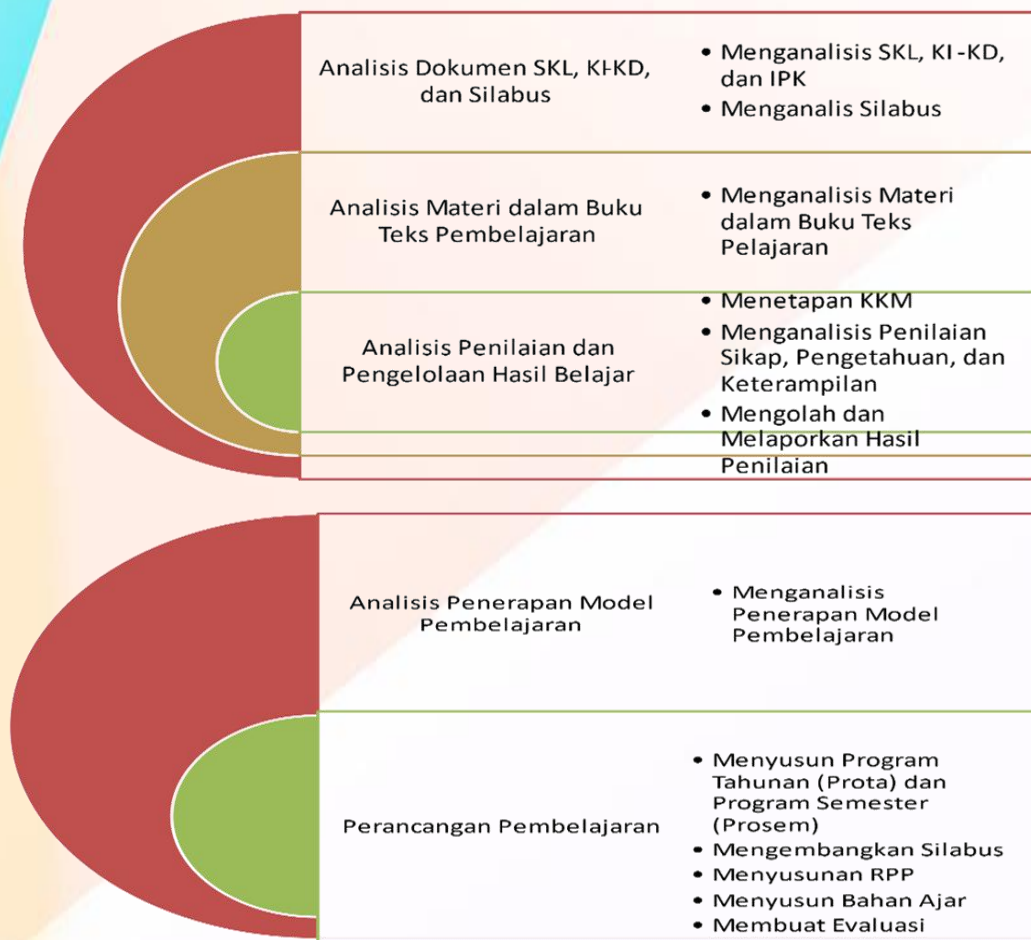 Analisis Dokumen SKL, KI-KD,
dan Silabus
• Menganalisis SKL, KI -KD,
dan IPK
• Menganalis Silabus
Analisis Materi dalam Buku
Teks Pembelajaran
• Menganalisis Materi
dalam Buku Teks
Pelajaran
Analisis Penilaian dan
Pengelolaan Hasil Belajar
• Menetapan KKM
• Menganalisis Penilaian
Sikap, Pengetahuan, dan
Keterampilan
• Mengolah dan
Melaporkan Hasil
Penilaian
Analisis Penerapan Model
Pembelajaran
• Menganalisis
Penerapan Model
Pembelajaran
Perancangan Pembelajaran
• Menyusun Program
Tahunan (Prota) dan
Program Semester
(Prosem)
• Mengembangkan Silabus
• Menyusunan RPP
• Menyusun Bahan Ajar
• Membuat Evaluasi